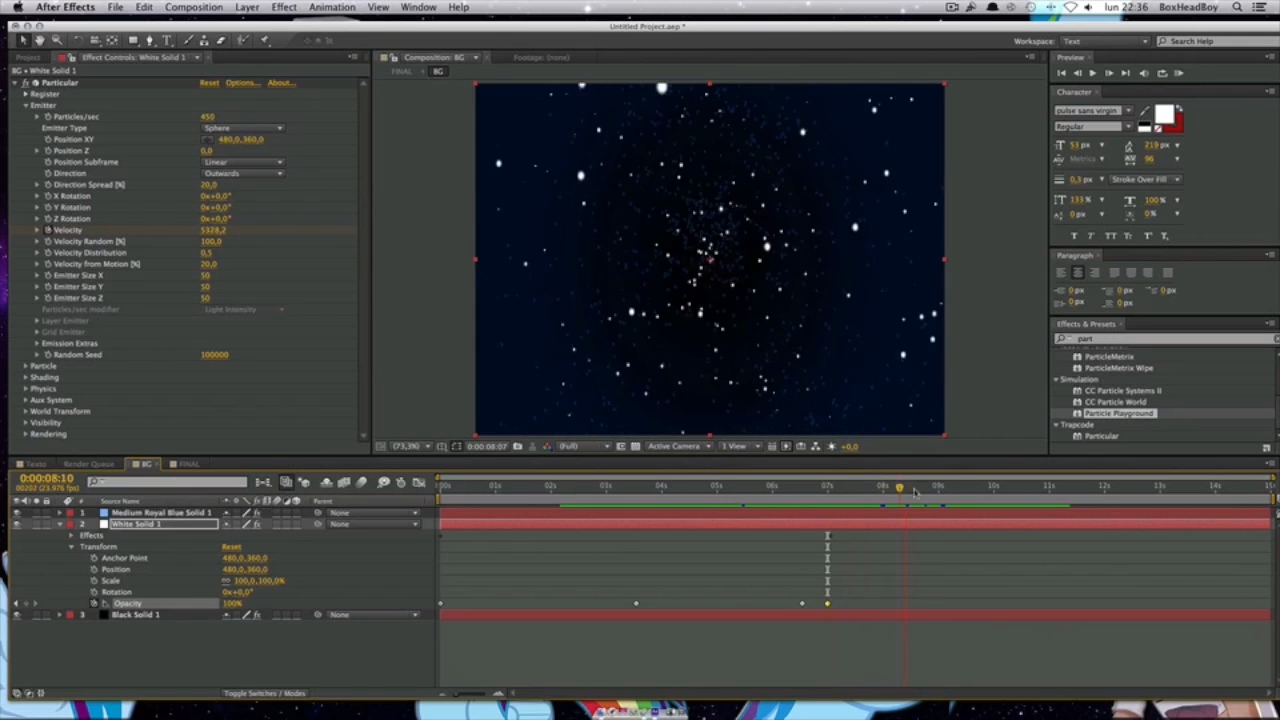 After Effects File Edit Composition Layer Effect Animation View Window Help lun 22:36 BoxHeadBoy
Untitled Project.aep *
Workspace: Text Search Help
Project Effect Controls: White Solid 1 Composition: BG Footage: (none) Preview
BG • White Solid 1
FINAL BG
Particular Reset Options... About...
Register
Emitter
Character
Particles/sec 450
pulse sans virgin
Emitter Type Sphere
Regular
Position XY 480,0,360,0
Position Z 0,0
53 px 219 px
Position Subframe Linear
Metrics 96
Direction Outwards
Direction Spread [%] 20,0
0,3 px Stroke Over Fill
X Rotation 0x+0,0°
133 % 100 %
Y Rotation 0x+0,0°
0 px 0 %
Z Rotation 0x+0,0°
Velocity 5328,2
T T TT Tt T' T,
Velocity Random [%] 100,0
Velocity Distribution 0,5
Paragraph
Velocity from Motion [%] 20,0
Emitter Size X 50
Emitter Size Y 50
0 px 0 px 0 px
Emitter Size Z 50
0 px 0 px
Particles/sec modifier Light Intensity
Layer Emitter
Effects & Presets
Grid Emitter
part
Emission Extras
ParticleMetrix
Random Seed 100000
ParticleMetrix Wipe
Particle
Simulation
Shading
CC Particle Systems II
Physics
CC Particle World
Aux System
Particle Playground
World Transform
Trapcode
Visibility
Particular
Rendering
(73,3%) 0:00:08:07 (Full) Active Camera 1 View +0,0
Texto Render Queue BG FINAL
0:00:08:10
00202 (23.976 fps)
:00s 01s 02s 03s 04s 05s 06s 07s 08s 09s 10s 11s 12s 13s 14s 15s
# Source Name Parent
1 Medium Royal Blue Solid 1 None
2 White Solid 1 None
Effects
Transform Reset
Anchor Point 480,0,360,0
Position 480,0,360,0
Scale 100,0,100,0%
Rotation 0x+0,0°
Opacity 100%
3 Black Solid 1 None
Toggle Switches / Modes